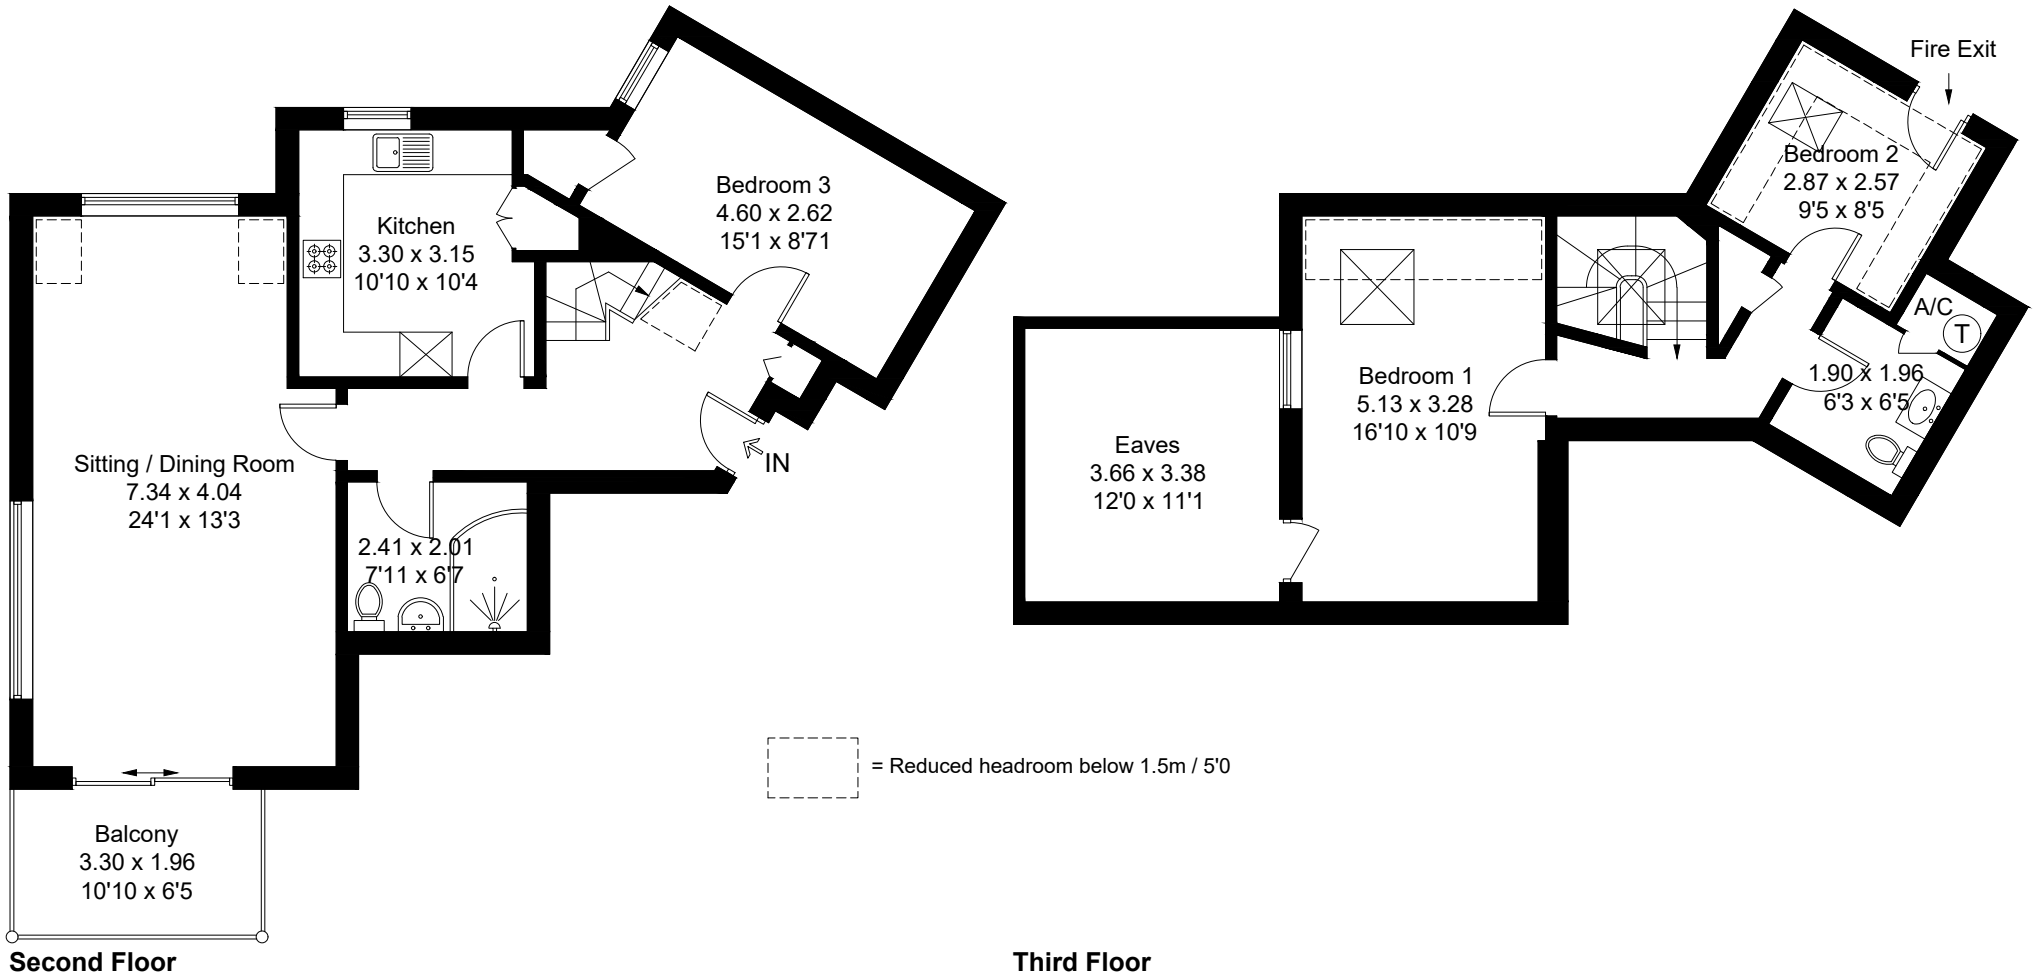 Kitchen
3.30 x 3.15
10'10 x 10'4
Bedroom 3
4.60 x 2.62
15'1 x 8'71
Sitting / Dining Room
7.34 x 4.04
24'1 x 13'3
IN
2.41 x 2.01
7'11 x 6'7
Balcony
3.30 x 1.96
10'10 x 6'5
Second Floor
= Reduced headroom below 1.5m / 5'0
Fire Exit
Bedroom 2
2.87 x 2.57
9'5 x 8'5
A/C
T
1.90 x 1.96
6'3 x 6'5
Bedroom 1
5.13 x 3.28
16'10 x 10'9
Eaves
3.66 x 3.38
12'0 x 11'1
Third Floor